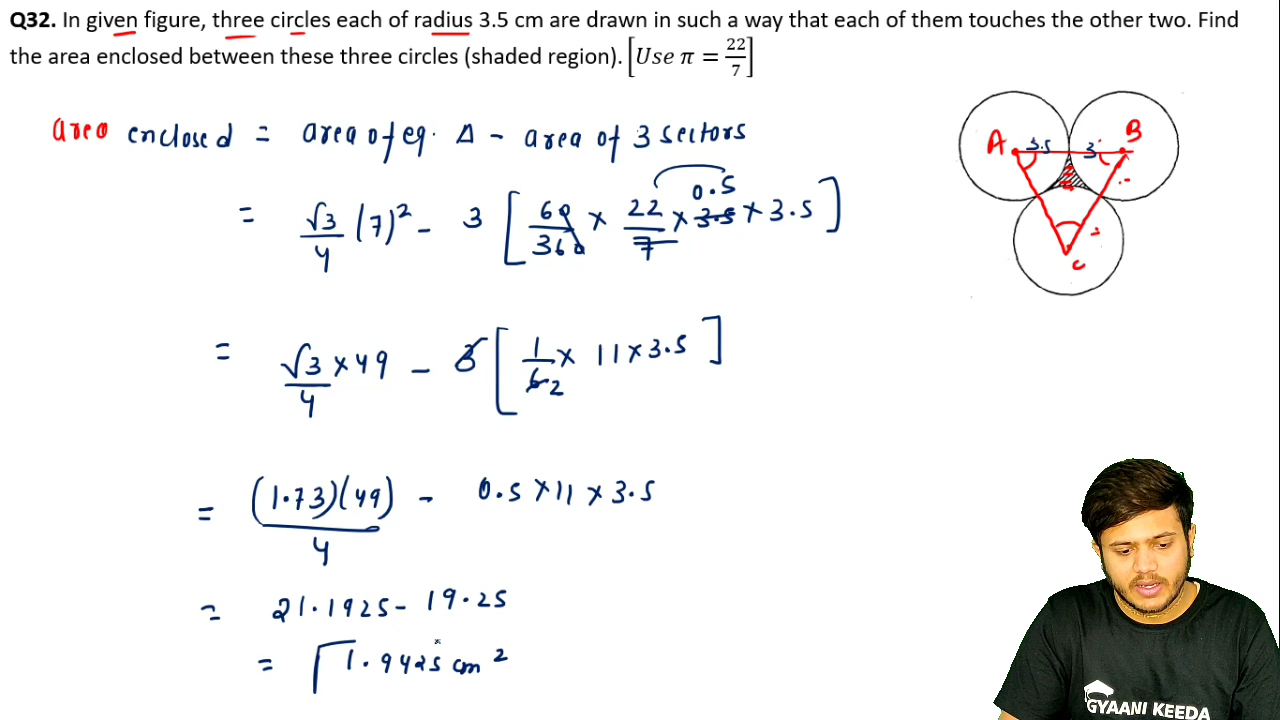 Q32. In given figure, three circles each of radius 3.5 cm are drawn in such a way that each of them touches the other two. Find
the area enclosed between these three circles (shaded region). [Use π = 22/7]
area enclosed = area of eq. Δ - area of 3 sectors
= √3/4 (7)² - 3 [60/360 × 22/7 × 3.5 × 3.5]
0.5
= √3/4 × 49 - 3 [1/6 × 11 × 3.5]
2
= (1.73)(49)/4 - 0.5 × 11 × 3.5
= 21.1925 - 19.25
= 1.9425 cm²
A 3.5 3 B
C
GYAANI KEEDA